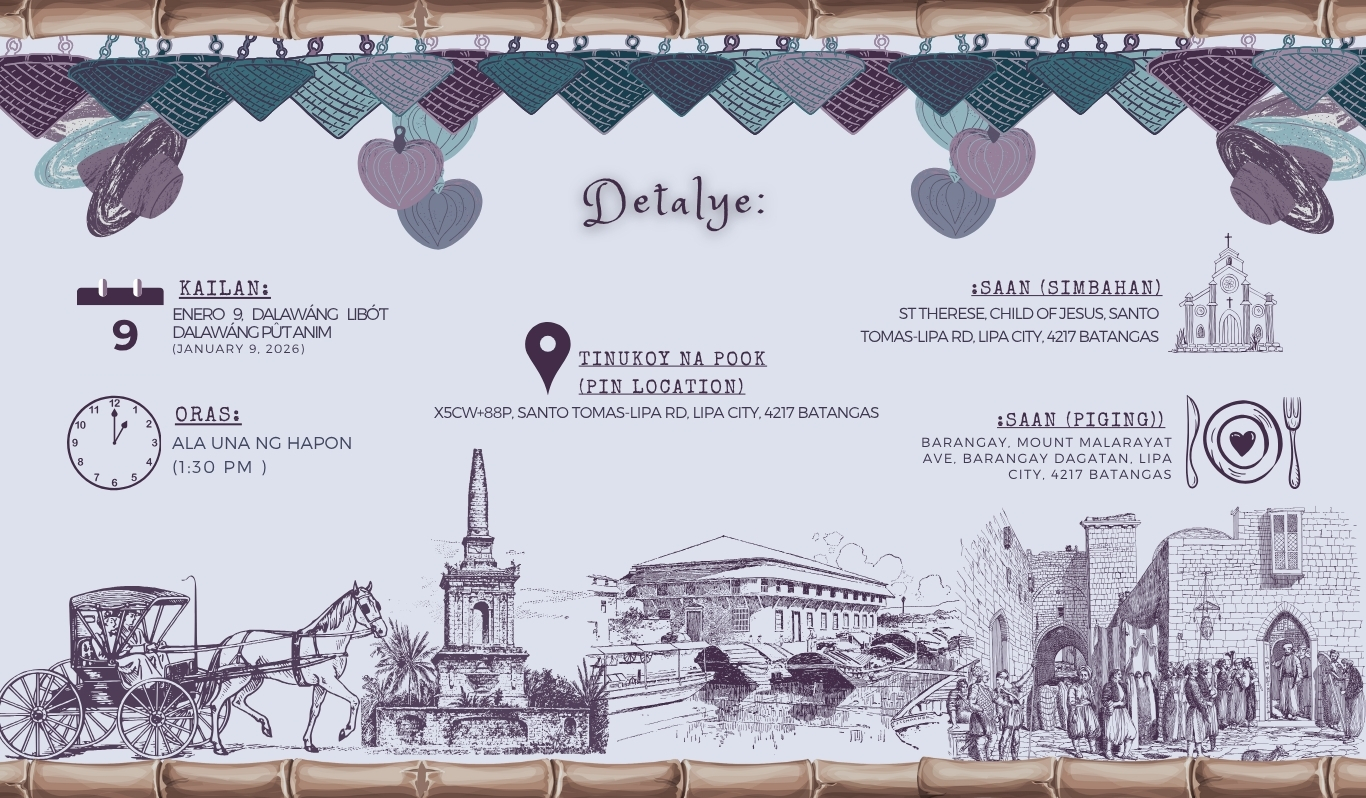 Detalye:
KAILAN:
ENERO 9, DALAWÁNG LIBÓT
DALAWÁNG PÛT ANIM
(JANUARY 9, 2026)
9
ORAS:
ALA UNA NG HAPON
(1:30 PM )
12
1
2
3
4
5
6
7
8
9
10
11
TINUKOY NA POOK
(PIN LOCATION)
X5CW+88P, SANTO TOMAS-LIPA RD, LIPA CITY, 4217 BATANGAS
:SAAN (SIMBAHAN)
ST THERESE, CHILD OF JESUS, SANTO
TOMAS-LIPA RD, LIPA CITY, 4217 BATANGAS
:SAAN (PIGING))
BARANGAY, MOUNT MALARAYAT
AVE, BARANGAY DAGATAN, LIPA
CITY, 4217 BATANGAS